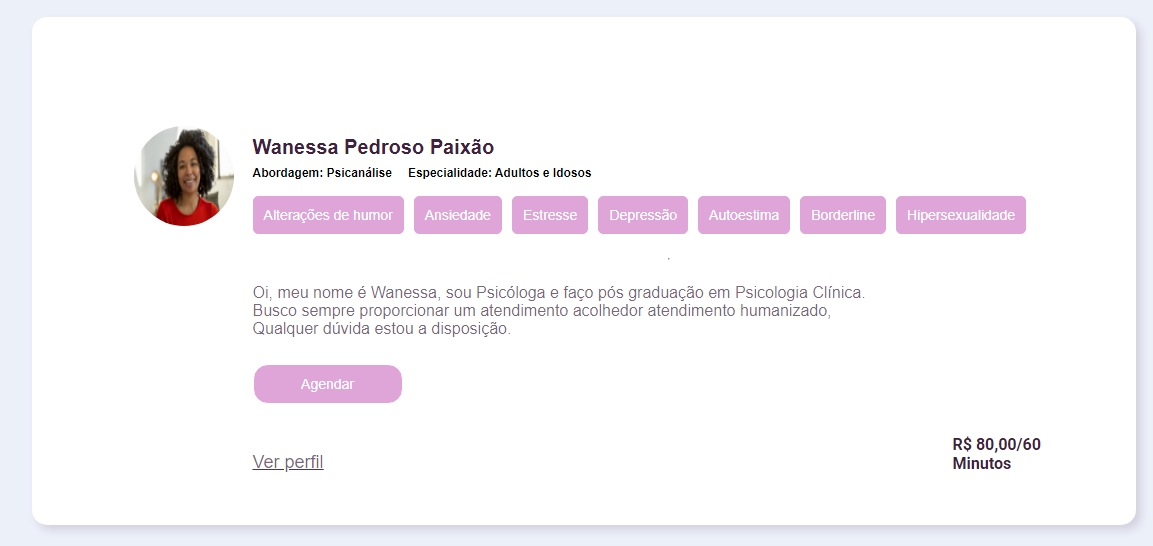 Wanessa Pedroso Paixão
Abordagem: Psicanálise Especialidade: Adultos e Idosos
Alterações de humor Ansiedade Estresse Depressão Autoestima Borderline Hipersexualidade
.
Oi, meu nome é Wanessa, sou Psicóloga e faço pós graduação em Psicologia Clínica.
Busco sempre proporcionar um atendimento acolhedor atendimento humanizado,
Qualquer dúvida estou a disposição.
Agendar
Ver perfil
R$ 80,00/60
Minutos